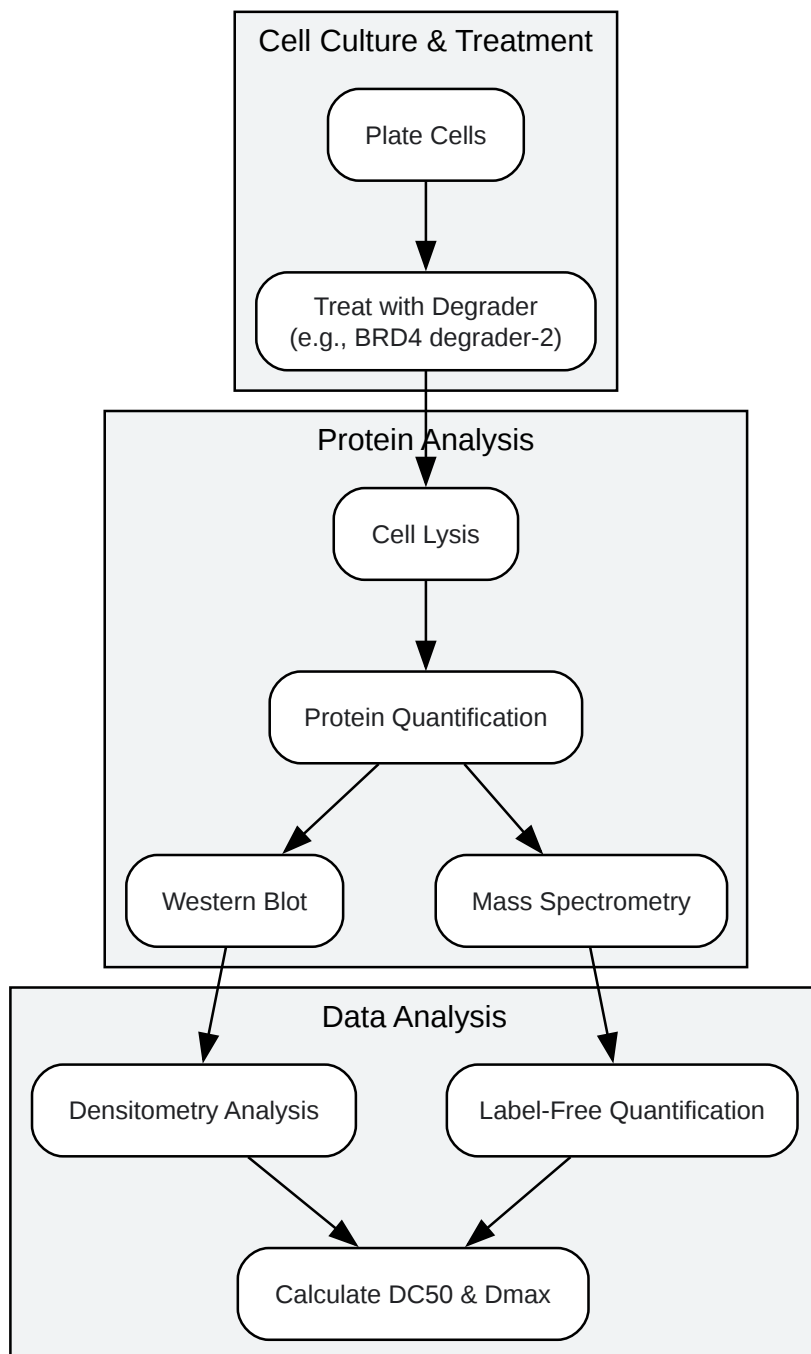 Cell Culture & Treatment
Plate Cells
Treat with Degrader
(e.g., BRD4 degrader-2)
Protein Analysis
Cell Lysis
Protein Quantification
Western Blot
Mass Spectrometry
Data Analysis
Densitometry Analysis
Label-Free Quantification
Calculate DC50 & Dmax